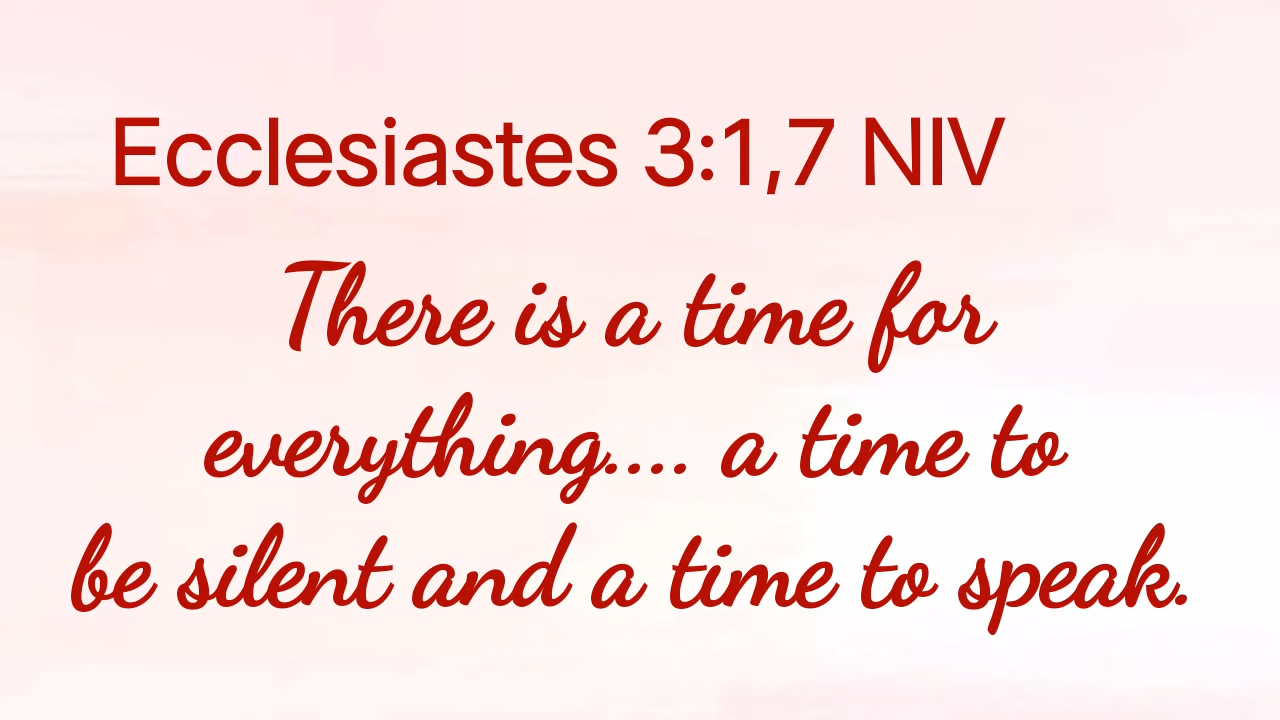 Ecclesiastes 3:1,7 NIV
There is a time for
everything.... a time to
be silent and a time to speak.